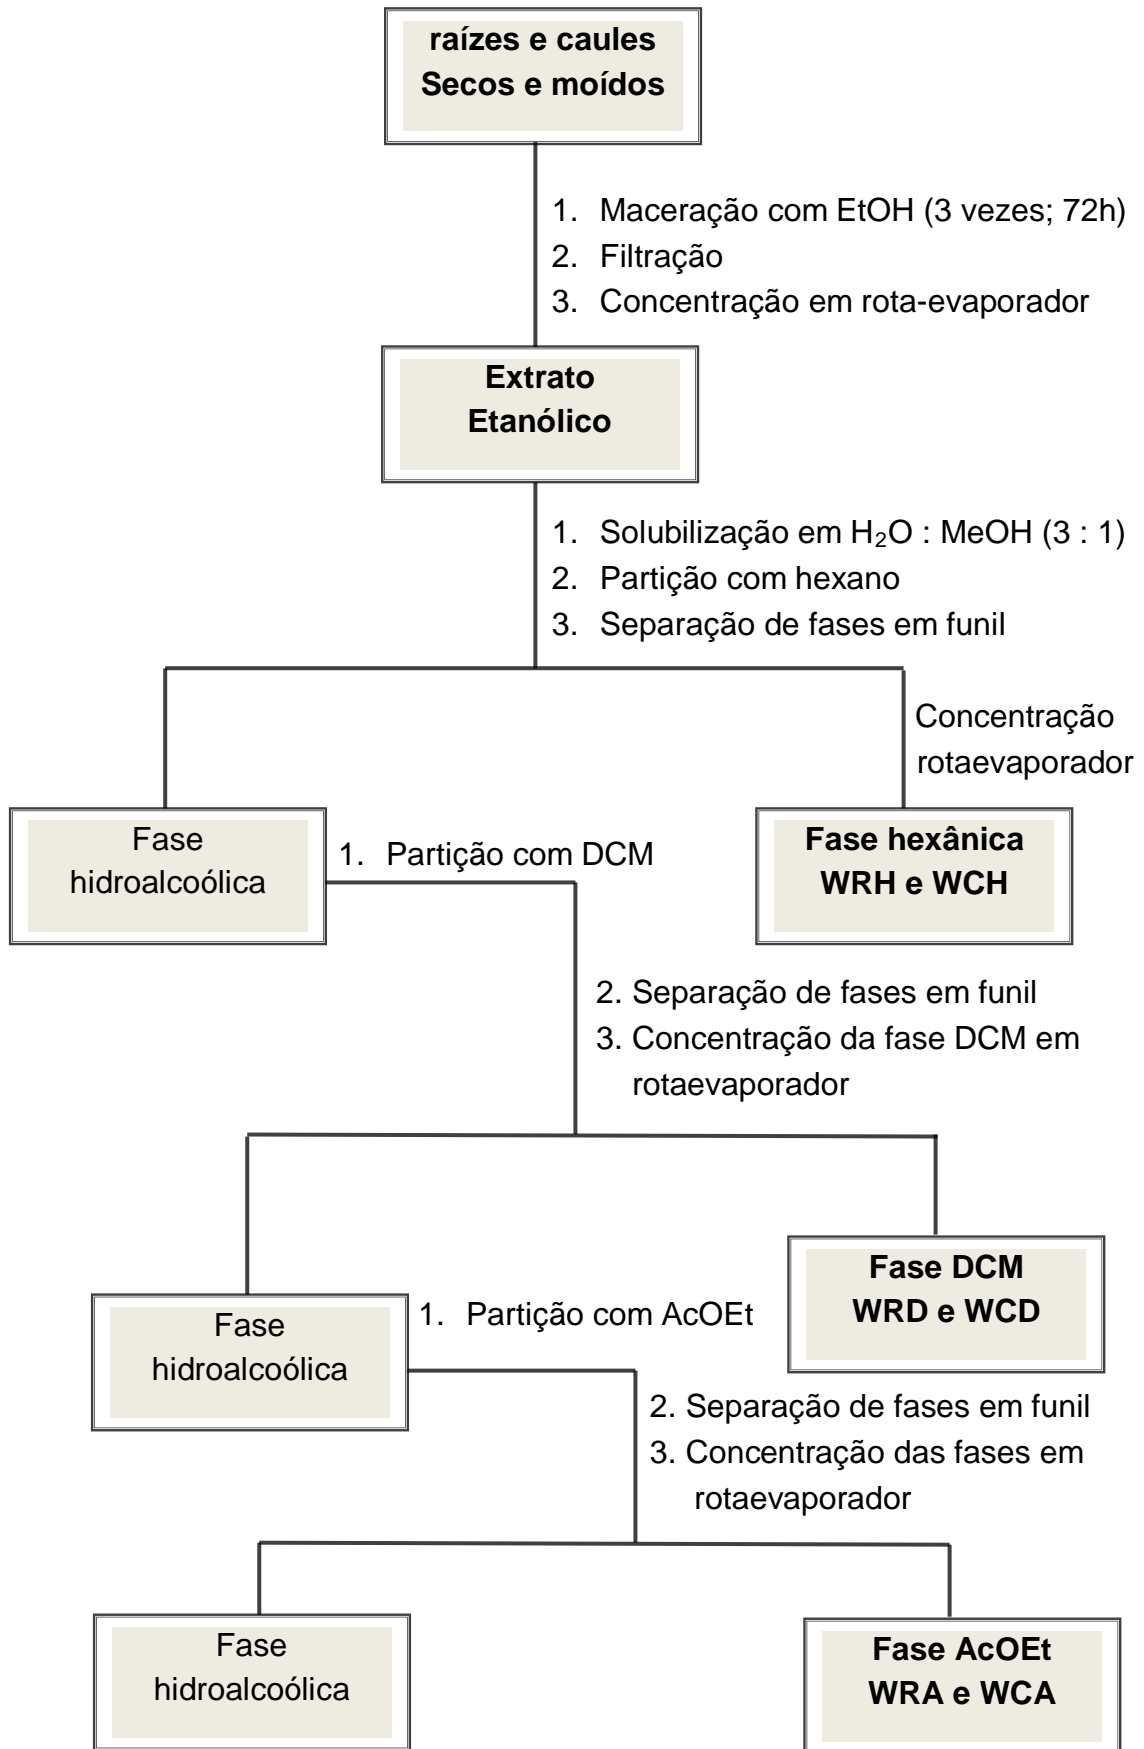 raízes e caules
Secos e moídos
1. Maceração com EtOH (3 vezes; 72h)
2. Filtração
3. Concentração em rota-evaporador
Extrato
Etanólico
1. Solubilização em H₂O : MeOH (3 : 1)
2. Partição com hexano
3. Separação de fases em funil
Concentração
rotaevaporador
Fase
hidroalcoólica
1. Partição com DCM
Fase hexânica
WRH e WCH
2. Separação de fases em funil
3. Concentração da fase DCM em
rotaevaporador
Fase DCM
WRD e WCD
Fase
hidroalcoólica
1. Partição com AcOEt
2. Separação de fases em funil
3. Concentração das fases em
rotaevaporador
Fase
hidroalcoólica
Fase AcOEt
WRA e WCA